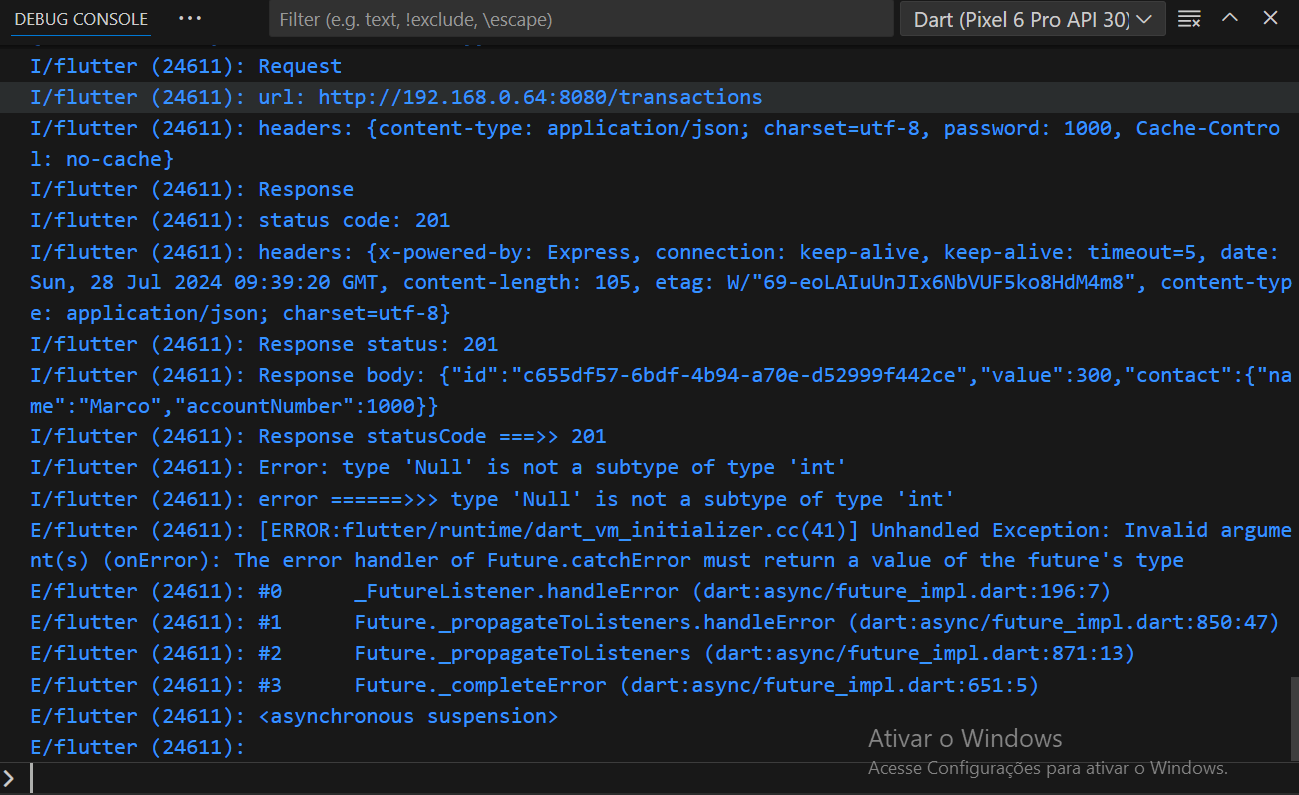 DEBUG CONSOLE ··· Filter (e.g. text, !exclude, \escape) Dart (Pixel 6 Pro API 30)
I/flutter (24611): Request
I/flutter (24611): url: http://192.168.0.64:8080/transactions
I/flutter (24611): headers: {content-type: application/json; charset=utf-8, password: 1000, Cache-Contro
l: no-cache}
I/flutter (24611): Response
I/flutter (24611): status code: 201
I/flutter (24611): headers: {x-powered-by: Express, connection: keep-alive, keep-alive: timeout=5, date:
Sun, 28 Jul 2024 09:39:20 GMT, content-length: 105, etag: W/"69-eoLAIuUnJIx6NbVUF5ko8HdM4m8", content-typ
e: application/json; charset=utf-8}
I/flutter (24611): Response status: 201
I/flutter (24611): Response body: {"id":"c655df57-6bdf-4b94-a70e-d52999f442ce","value":300,"contact":{"na
me":"Marco","accountNumber":1000}}
I/flutter (24611): Response statusCode ===>> 201
I/flutter (24611): Error: type 'Null' is not a subtype of type 'int'
I/flutter (24611): error ======>>> type 'Null' is not a subtype of type 'int'
E/flutter (24611): [ERROR:flutter/runtime/dart_vm_initializer.cc(41)] Unhandled Exception: Invalid argume
nt(s) (onError): The error handler of Future.catchError must return a value of the future's type
E/flutter (24611): #0      _FutureListener.handleError (dart:async/future_impl.dart:196:7)
E/flutter (24611): #1      Future._propagateToListeners.handleError (dart:async/future_impl.dart:850:47)
E/flutter (24611): #2      Future._propagateToListeners (dart:async/future_impl.dart:871:13)
E/flutter (24611): #3      Future._completeError (dart:async/future_impl.dart:651:5)
E/flutter (24611): <asynchronous suspension>
E/flutter (24611):
Ativar o Windows
Acesse Configurações para ativar o Windows.